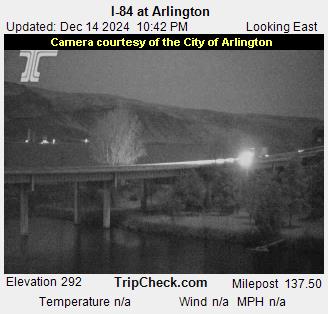 I-84 at Arlington
Updated: Dec 14 2024 10:42 PM Looking East
Camera courtesy of the City of Arlington
Elevation 292 TripCheck.com Milepost 137.50
Temperature n/a Wind n/a MPH n/a